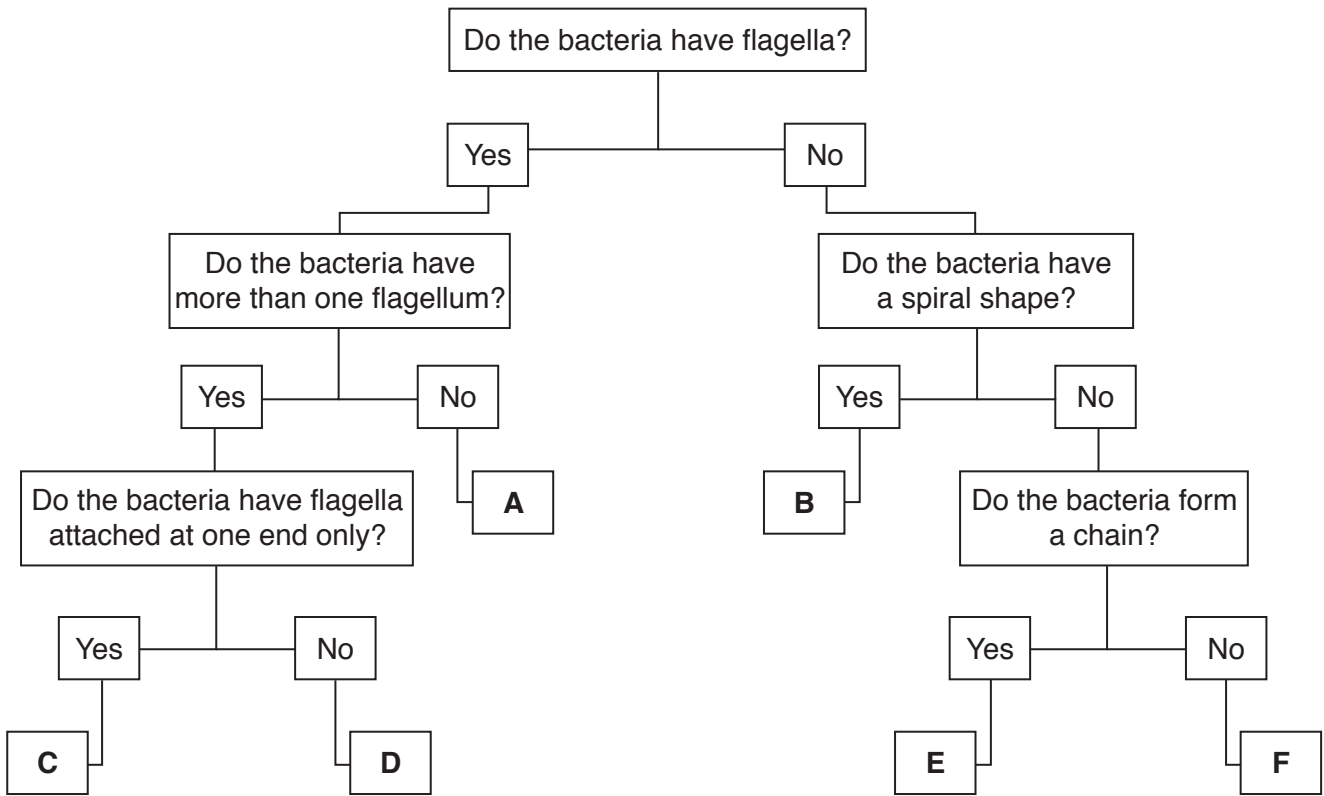 Do the bacteria have flagella?
Yes
No
Do the bacteria have
more than one flagellum?
Do the bacteria have
a spiral shape?
Yes
No
Yes
No
Do the bacteria have flagella
attached at one end only?
A
B
Do the bacteria form
a chain?
Yes
No
Yes
No
C
D
E
F